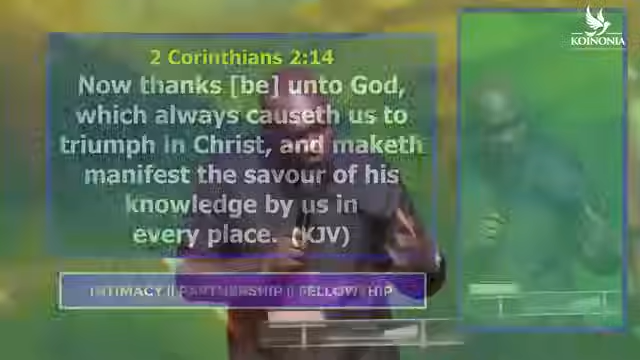 KOINONIA
2 Corinthians 2:14
Now thanks [be] unto God,
which always causeth us to
triumph in Christ, and maketh
manifest the savour of his
knowledge by us in
every place. (KJV)
INTIMACY || PARTNERSHIP || FELLOWSHIP